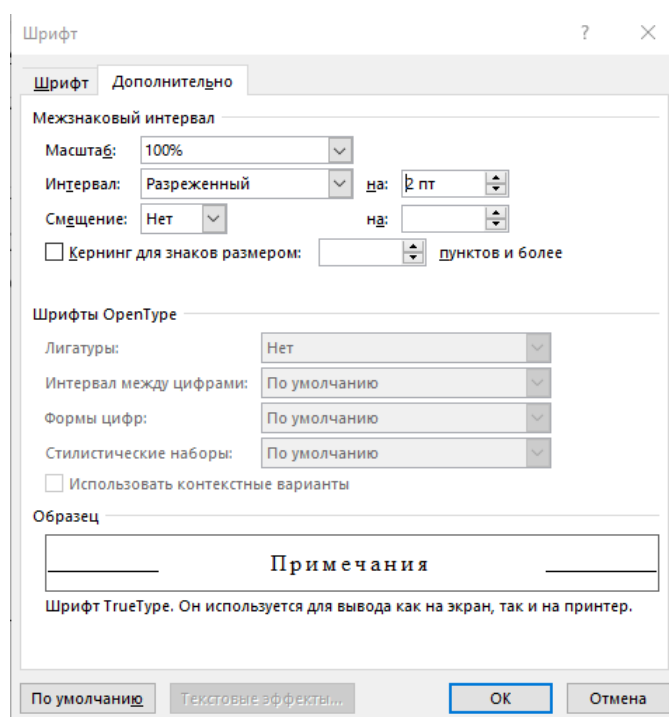 Шрифт ? ×
Шрифт Дополнительно
Межзнаковый интервал
Масштаб: 100%
Интервал: Разреженный на: 2 пт
Смещение: Нет на:
Кернинг для знаков размером: пунктов и более
Шрифты OpenType
Лигатуры: Нет
Интервал между цифрами: По умолчанию
Формы цифр: По умолчанию
Стилистические наборы: По умолчанию
Использовать контекстные варианты
Образец
Примечания
Шрифт TrueType. Он используется для вывода как на экран, так и на принтер.
По умолчанию Текстовые эффекты... ОК Отмена